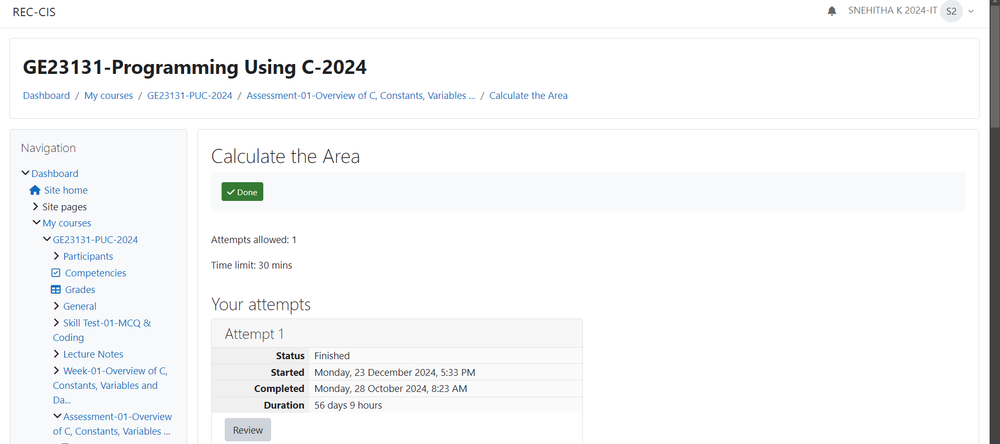 REC-CIS
SNEHITHA K 2024-IT S2
GE23131-Programming Using C-2024
Dashboard / My courses / GE23131-PUC-2024 / Assessment-01-Overview of C, Constants, Variables ... / Calculate the Area
Navigation
Dashboard
Site home
Site pages
My courses
GE23131-PUC-2024
Participants
Competencies
Grades
General
Skill Test-01-MCQ &
Coding
Lecture Notes
Week-01-Overview of C,
Constants, Variables and
Da...
Assessment-01-Overview
of C, Constants, Variables ...
Calculate the Area
Done
Attempts allowed: 1
Time limit: 30 mins
Your attempts
Attempt 1
Status Finished
Started Monday, 23 December 2024, 5:33 PM
Completed Monday, 28 October 2024, 8:23 AM
Duration 56 days 9 hours
Review